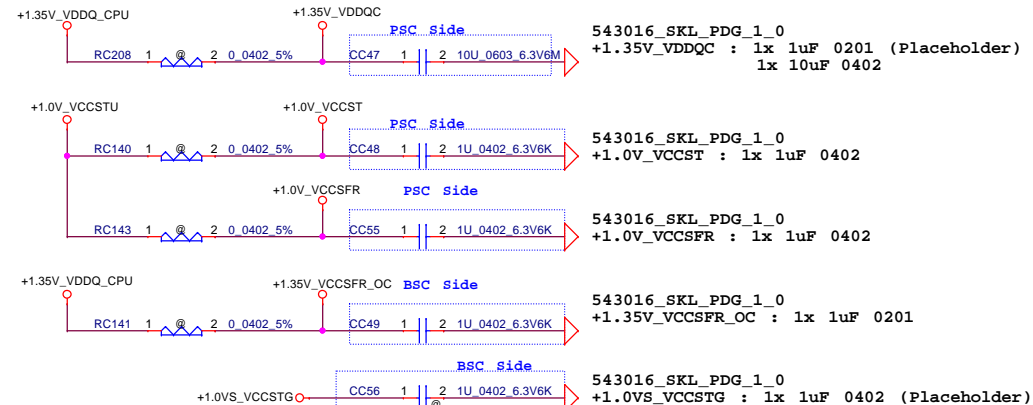 +1.35V_VDDQ_CPU +1.35V_VDDQC
PSC Side
RC208 1 @ 2 0_0402_5% CC47 1 2 10U_0603_6.3V6M
543016_SKL_PDG_1_0
+1.35V_VDDQC : 1x 1uF 0201 (Placeholder)
1x 10uF 0402
+1.0V_VCCSTU +1.0V_VCCST
PSC Side
RC140 1 @ 2 0_0402_5% CC48 1 2 1U_0402_6.3V6K
543016_SKL_PDG_1_0
+1.0V_VCCST : 1x 1uF 0402
+1.0V_VCCSFR PSC Side
RC143 1 @ 2 0_0402_5% CC55 1 2 1U_0402_6.3V6K
543016_SKL_PDG_1_0
+1.0V_VCCSFR : 1x 1uF 0402
+1.35V_VDDQ_CPU +1.35V_VCCSFR_OC BSC Side
RC141 1 @ 2 0_0402_5% CC49 1 2 1U_0402_6.3V6K
543016_SKL_PDG_1_0
+1.35V_VCCSFR_OC : 1x 1uF 0201
BSC Side
+1.0VS_VCCSTG CC56 1 2 1U_0402_6.3V6K
@
543016_SKL_PDG_1_0
+1.0VS_VCCSTG : 1x 1uF 0402 (Placeholder)